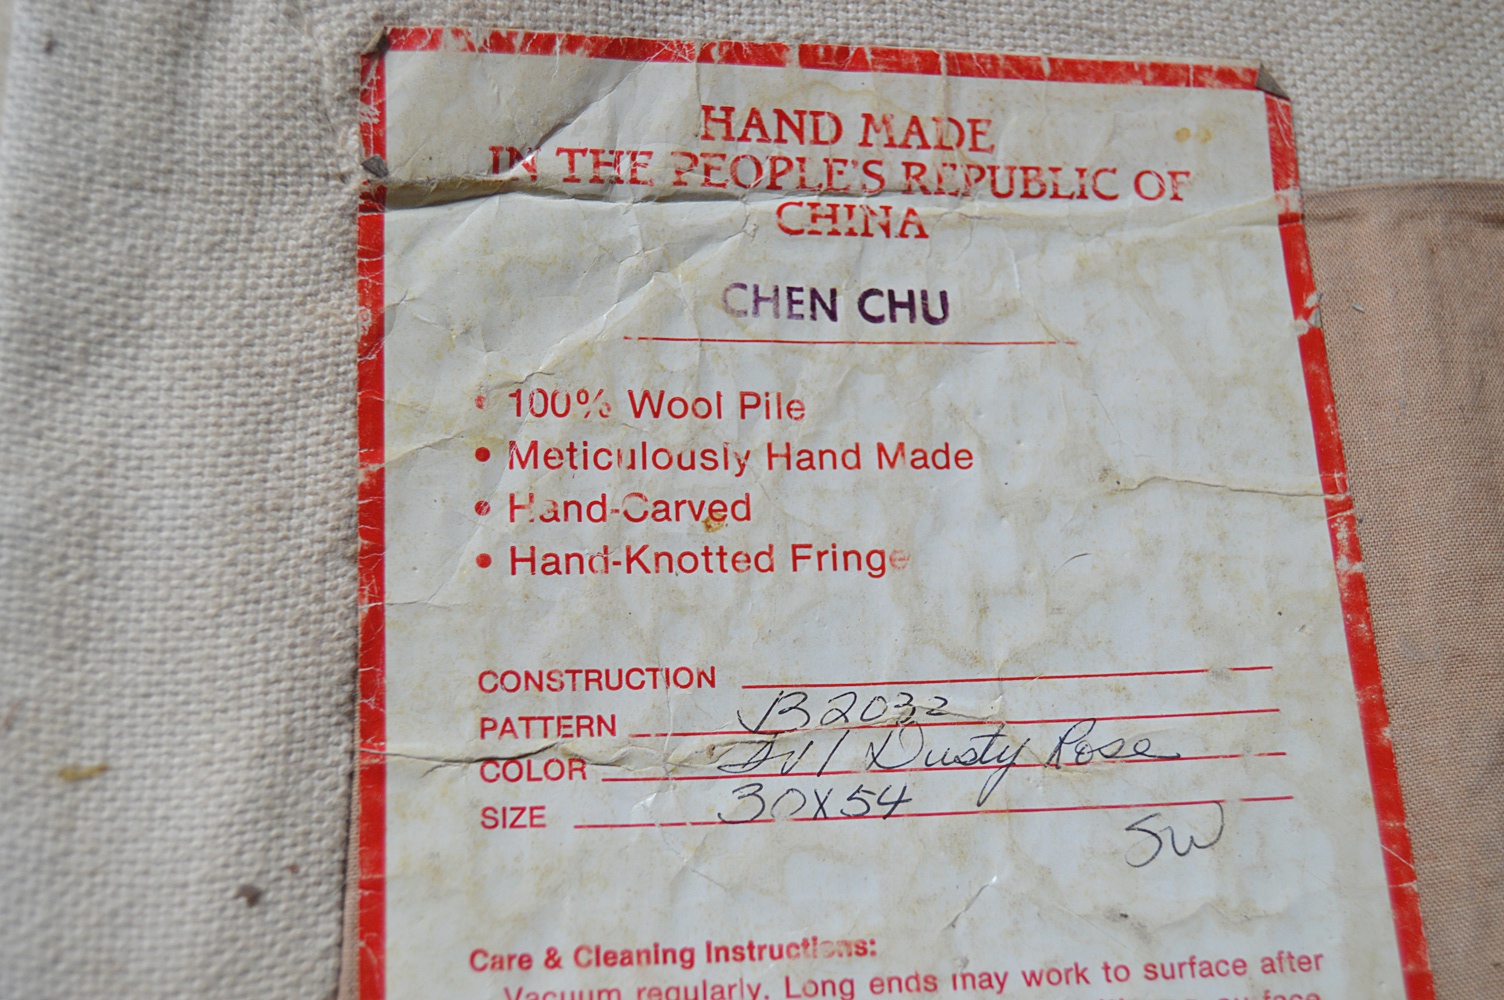 HAND MADE
IN THE PEOPLE'S REPUBLIC OF
CHINA
CHEN CHU
• 100% Wool Pile
• Meticulously Hand Made
• Hand-Carved
• Hand-Knotted Fringe
CONSTRUCTION
PATTERN B2032
COLOR Dusty Rose
SIZE 30X54
SW
Care & Cleaning Instructions:
Vacuum regularly. Long ends may work to surface after